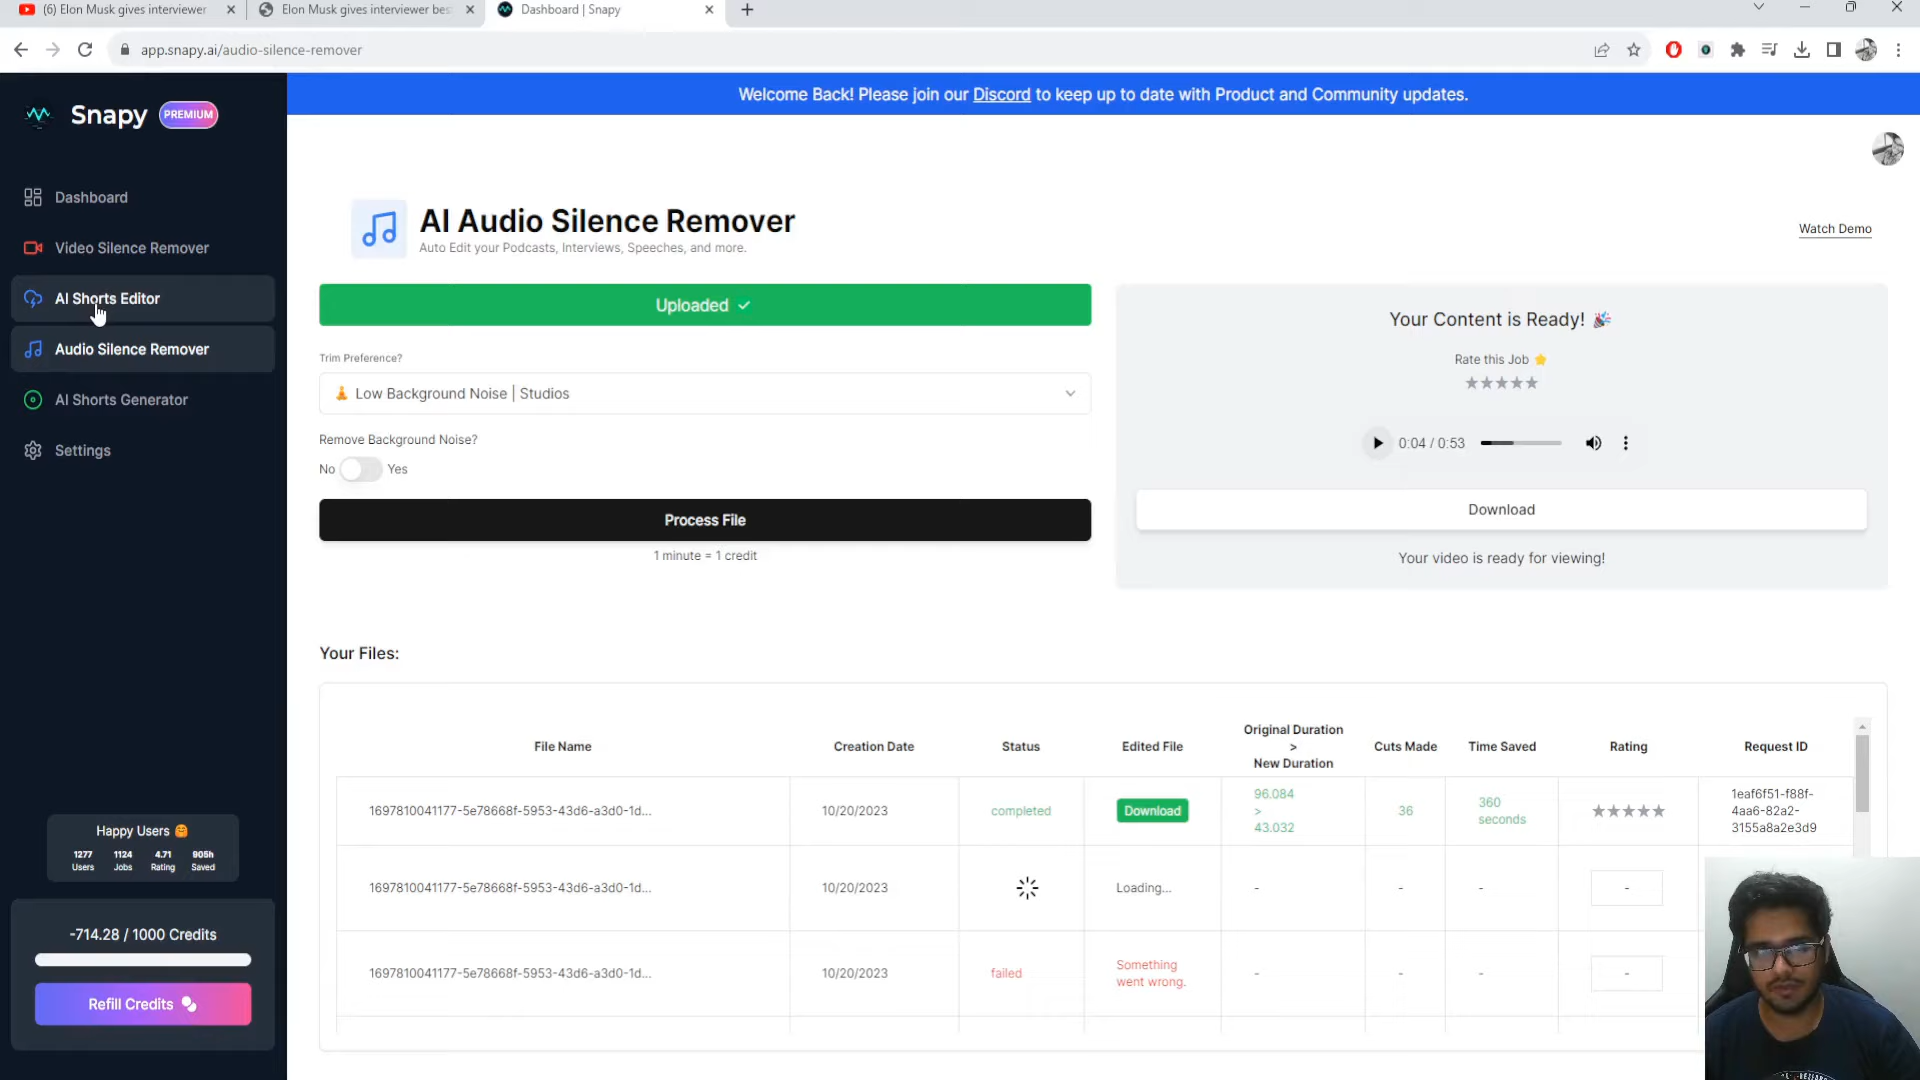 (6) Elon Musk gives interviewer
Elon Musk gives interviewer bes
Dashboard | Snapy
app.snapy.ai/audio-silence-remover
Welcome Back! Please join our Discord to keep up to date with Product and Community updates.
Snapy PREMIUM
Dashboard
Video Silence Remover
AI Shorts Editor
Audio Silence Remover
AI Shorts Generator
Settings
AI Audio Silence Remover
Auto Edit your Podcasts, Interviews, Speeches, and more.
Watch Demo
Uploaded
Trim Preference?
Low Background Noise | Studios
Remove Background Noise?
No Yes
Process File
1 minute = 1 credit
Your Content is Ready!
Rate this Job
0:04 / 0:53
Download
Your video is ready for viewing!
Your Files:
File Name Creation Date Status Edited File Original Duration > New Duration Cuts Made Time Saved Rating Request ID
1697810041177-5e78668f-5953-43d6-a3d0-1d... 10/20/2023 completed Download 96.084 > 43.032 36 360 seconds 1eaf6f51-f88f-4aa6-82a2-3155a8a2e3d9
1697810041177-5e78668f-5953-43d6-a3d0-1d... 10/20/2023 Loading... - - - -
1697810041177-5e78668f-5953-43d6-a3d0-1d... 10/20/2023 failed Something went wrong. - - - -
Happy Users
1277 1124 4.71 905h
Users Jobs Rating Saved
-714.28 / 1000 Credits
Refill Credits